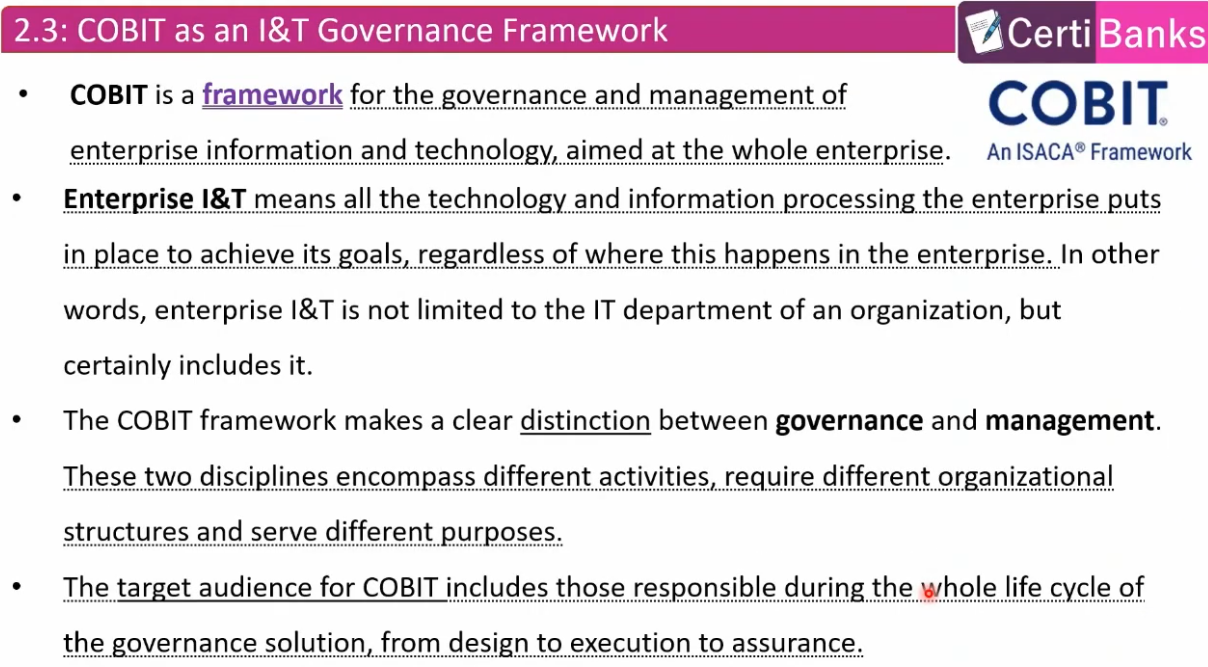 2.3: COBIT as an I&T Governance Framework
CertiBanks
• COBIT is a framework for the governance and management of
enterprise information and technology, aimed at the whole enterprise.
COBIT®
An ISACA® Framework
• Enterprise I&T means all the technology and information processing the enterprise puts
in place to achieve its goals, regardless of where this happens in the enterprise. In other
words, enterprise I&T is not limited to the IT department of an organization, but
certainly includes it.
• The COBIT framework makes a clear distinction between governance and management.
These two disciplines encompass different activities, require different organizational
structures and serve different purposes.
• The target audience for COBIT includes those responsible during the whole life cycle of
the governance solution, from design to execution to assurance.